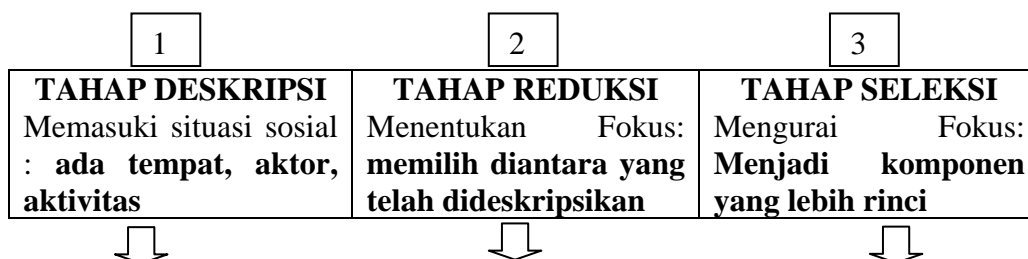 1
2
3
TAHAP DESKRIPSI
Memasuki situasi sosial
: ada tempat, aktor,
aktivitas
TAHAP REDUKSI
Menentukan Fokus:
memilih diantara yang
telah dideskripsikan
TAHAP SELEKSI
Mengurai Fokus:
Menjadi komponen
yang lebih rinci